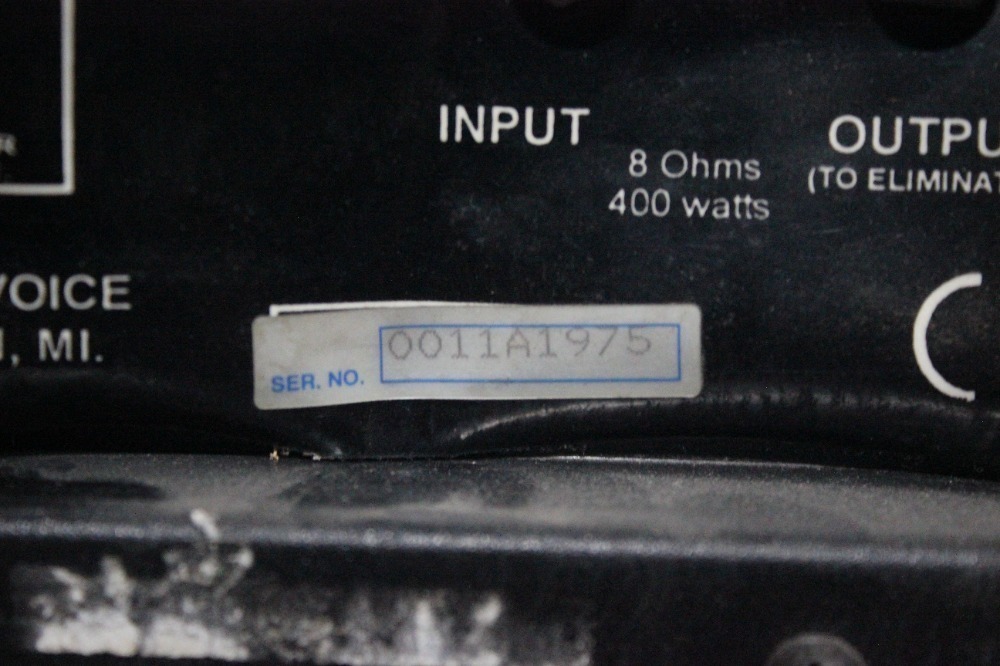 INPUT
8 Ohms
400 watts
OUTPU
(TO ELIMINAT
VOICE
, MI.
0011A1975
SER. NO.